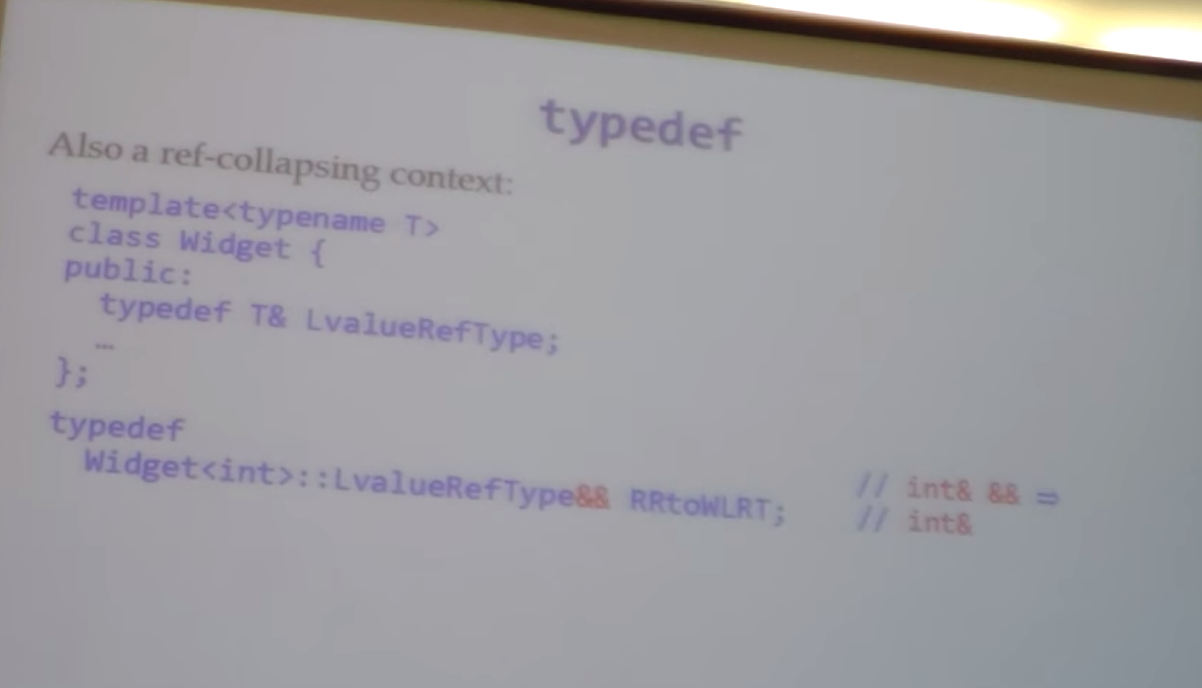 typedef
Also a ref-collapsing context:
template<typename T>
class Widget {
public:
typedef T& LvalueRefType;
…
};
typedef
Widget<int>::LvalueRefType&& RRtoWLRT; // int& && ⇒
// int&